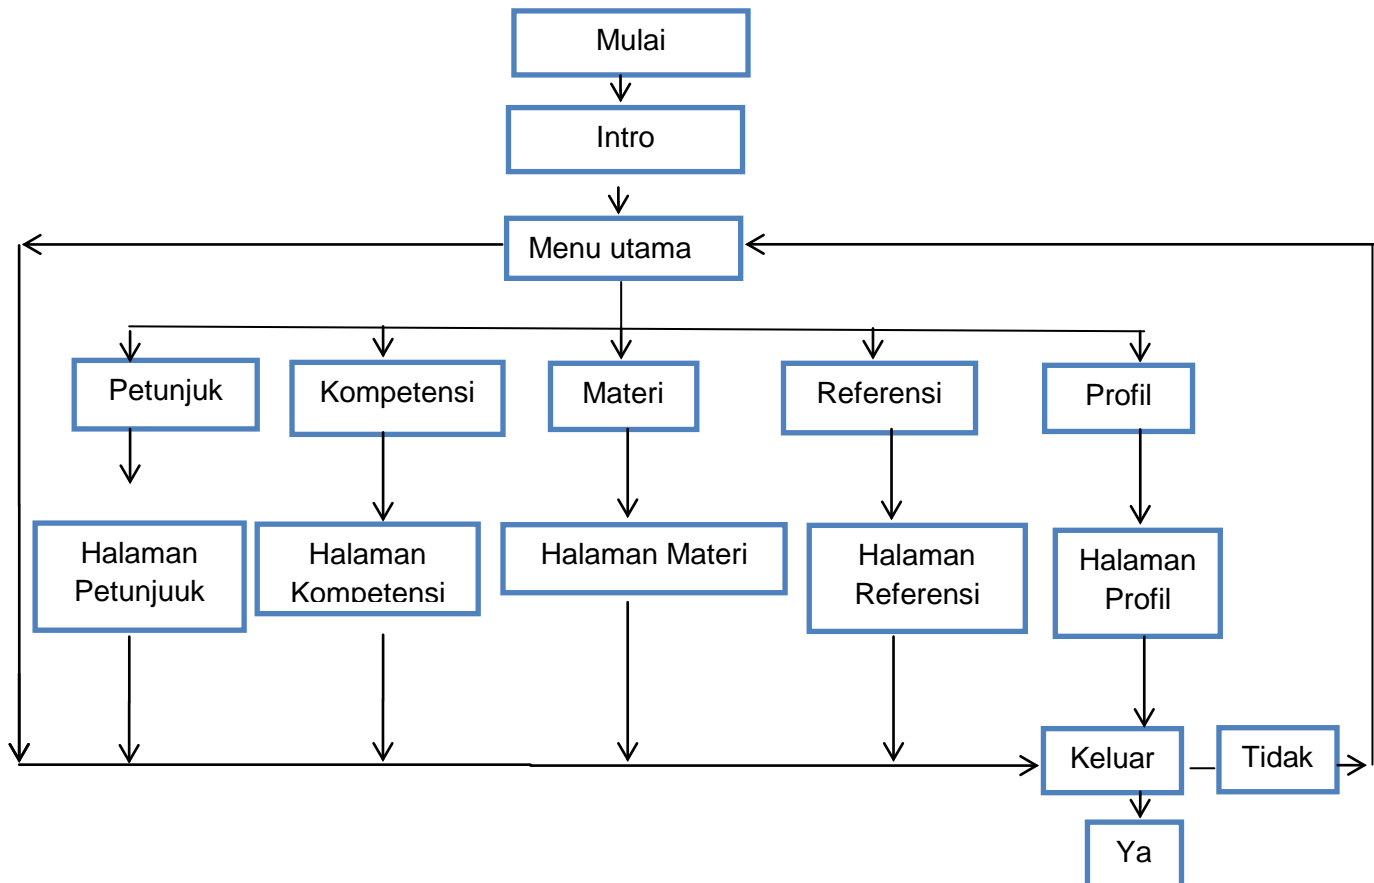 Mulai
Intro
Menu utama
Petunjuk
Kompetensi
Materi
Referensi
Profil
Halaman
Petunjuuk
Halaman
Kompetensi
Halaman Materi
Halaman
Referensi
Halaman
Profil
Keluar
Tidak
Ya